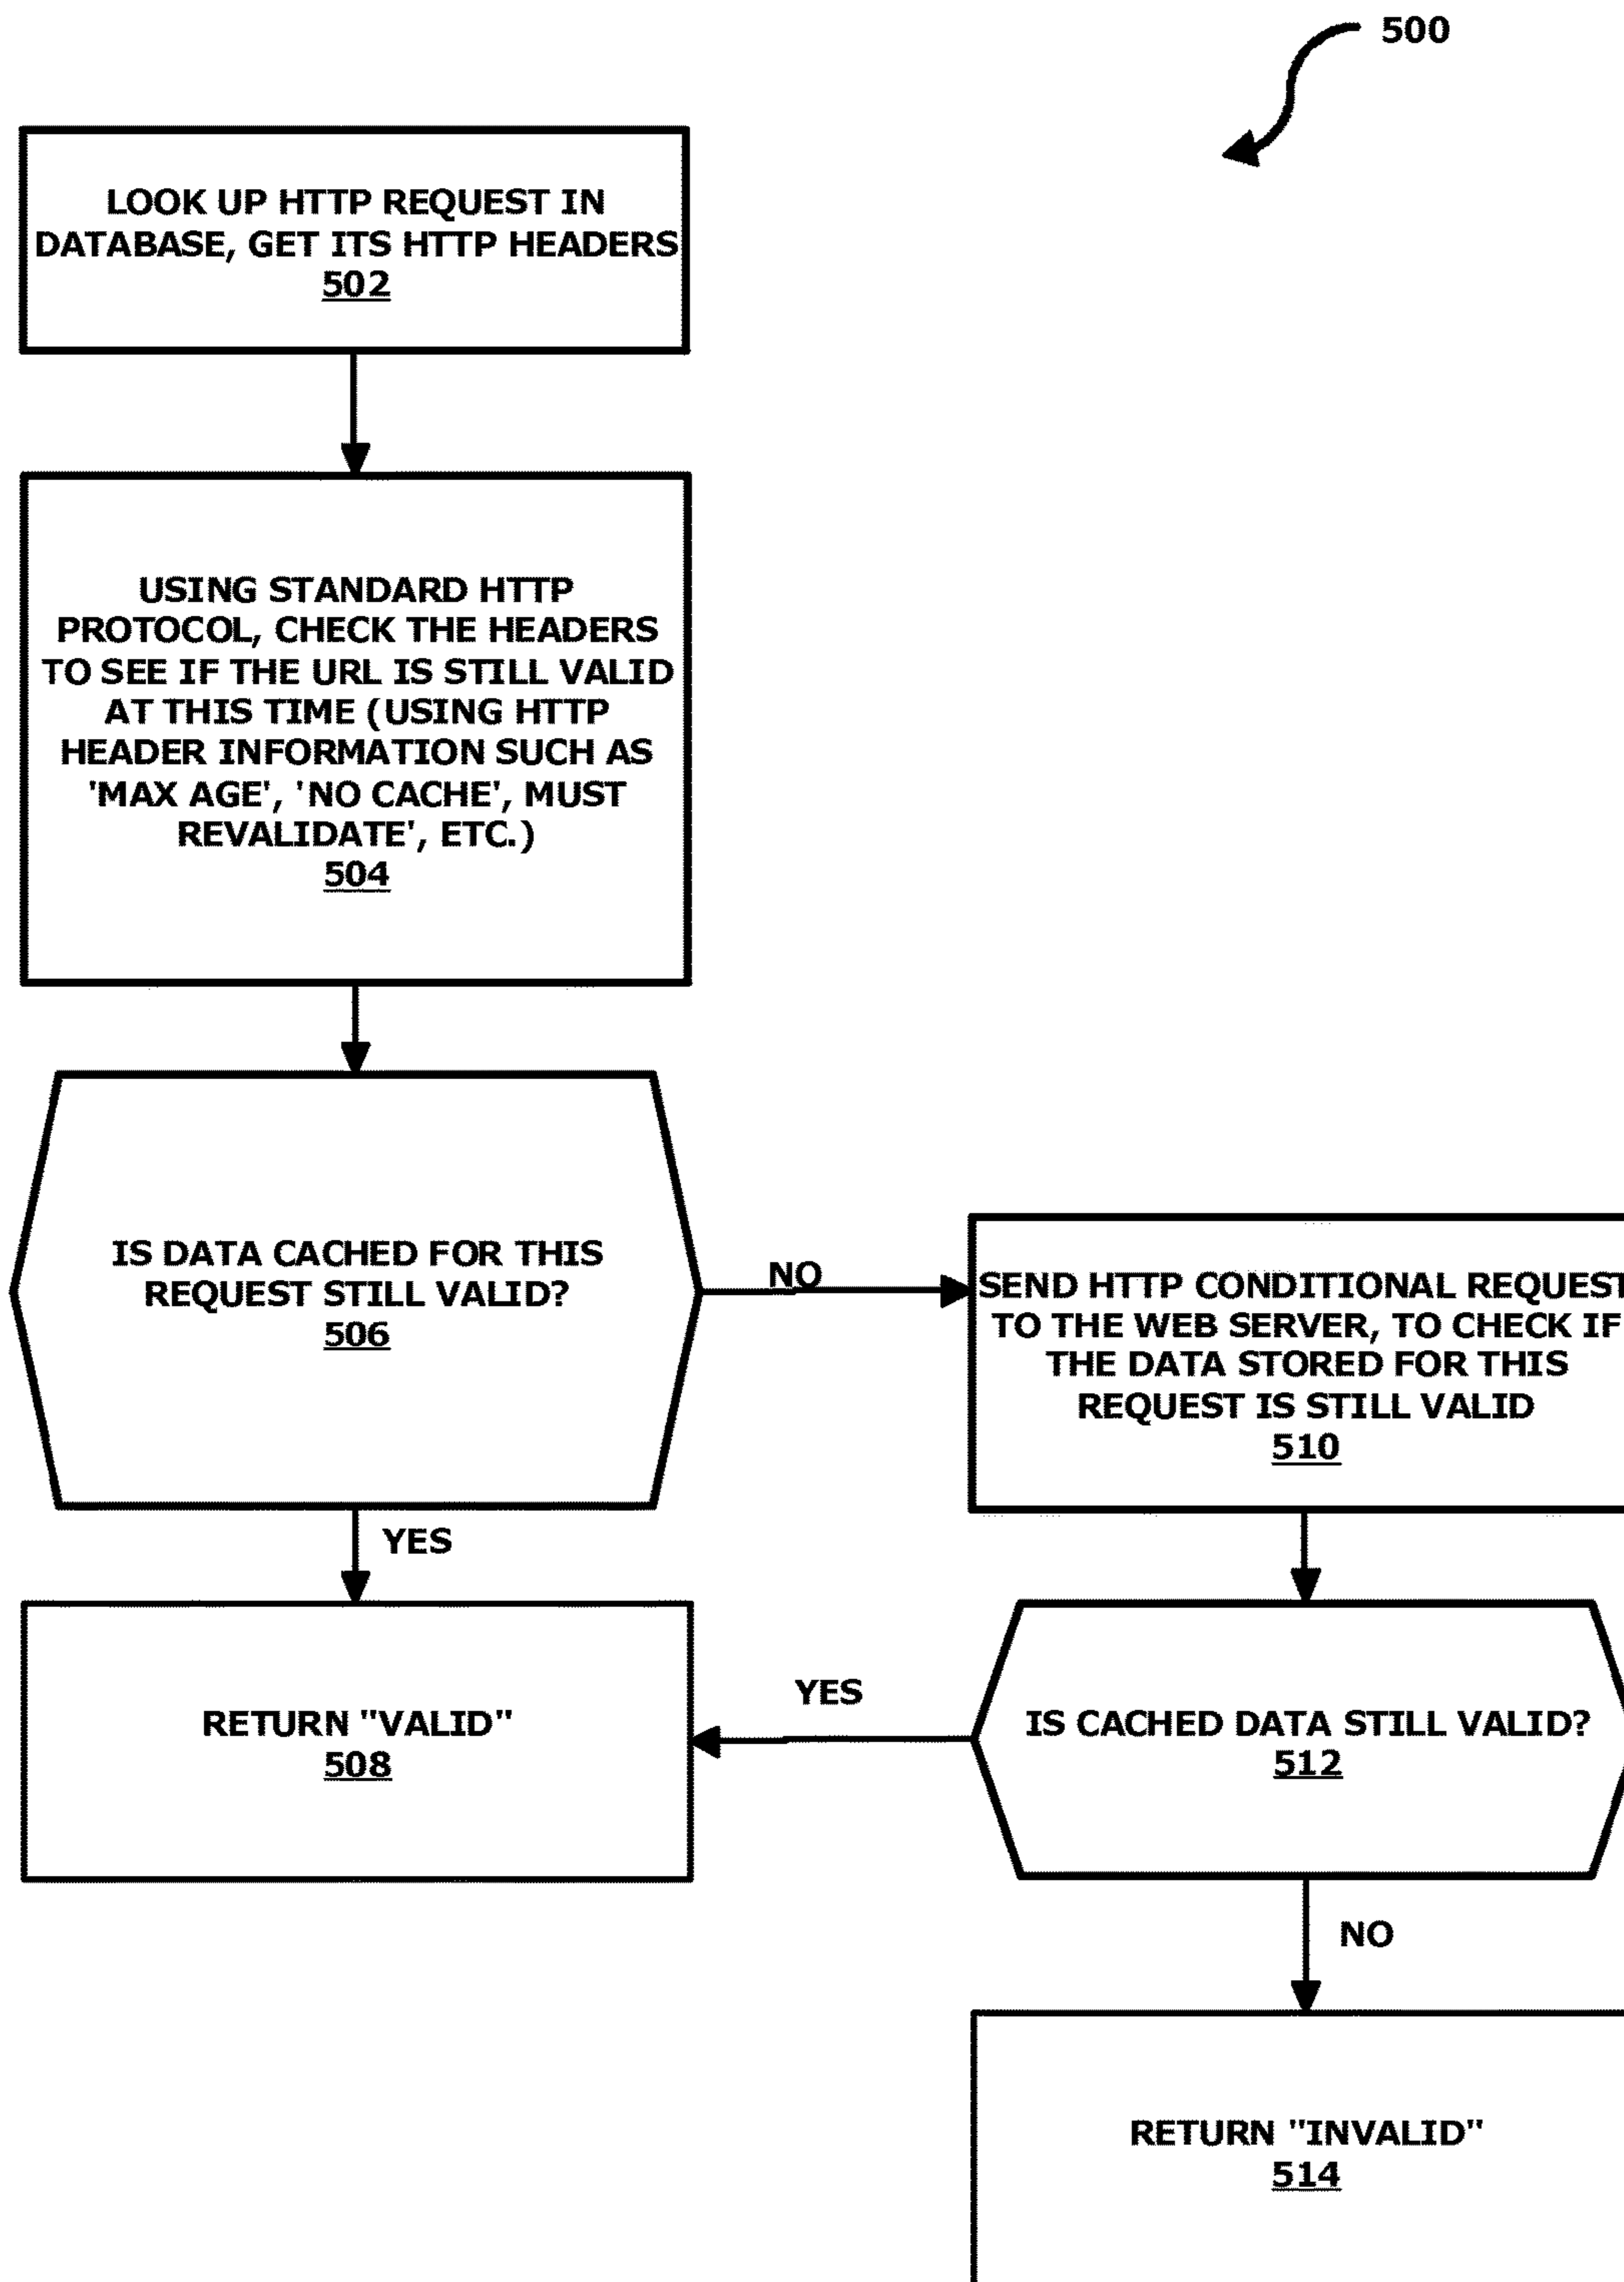 500
LOOK UP HTTP REQUEST IN
DATABASE, GET ITS HTTP HEADERS
502
USING STANDARD HTTP
PROTOCOL, CHECK THE HEADERS
TO SEE IF THE URL IS STILL VALID
AT THIS TIME (USING HTTP
HEADER INFORMATION SUCH AS
'MAX AGE', 'NO CACHE', MUST
REVALIDATE', ETC.)
504
IS DATA CACHED FOR THIS
REQUEST STILL VALID?
506
NO
SEND HTTP CONDITIONAL REQUEST
TO THE WEB SERVER, TO CHECK IF
THE DATA STORED FOR THIS
REQUEST IS STILL VALID
510
YES
RETURN "VALID"
508
YES
IS CACHED DATA STILL VALID?
512
NO
RETURN "INVALID"
514